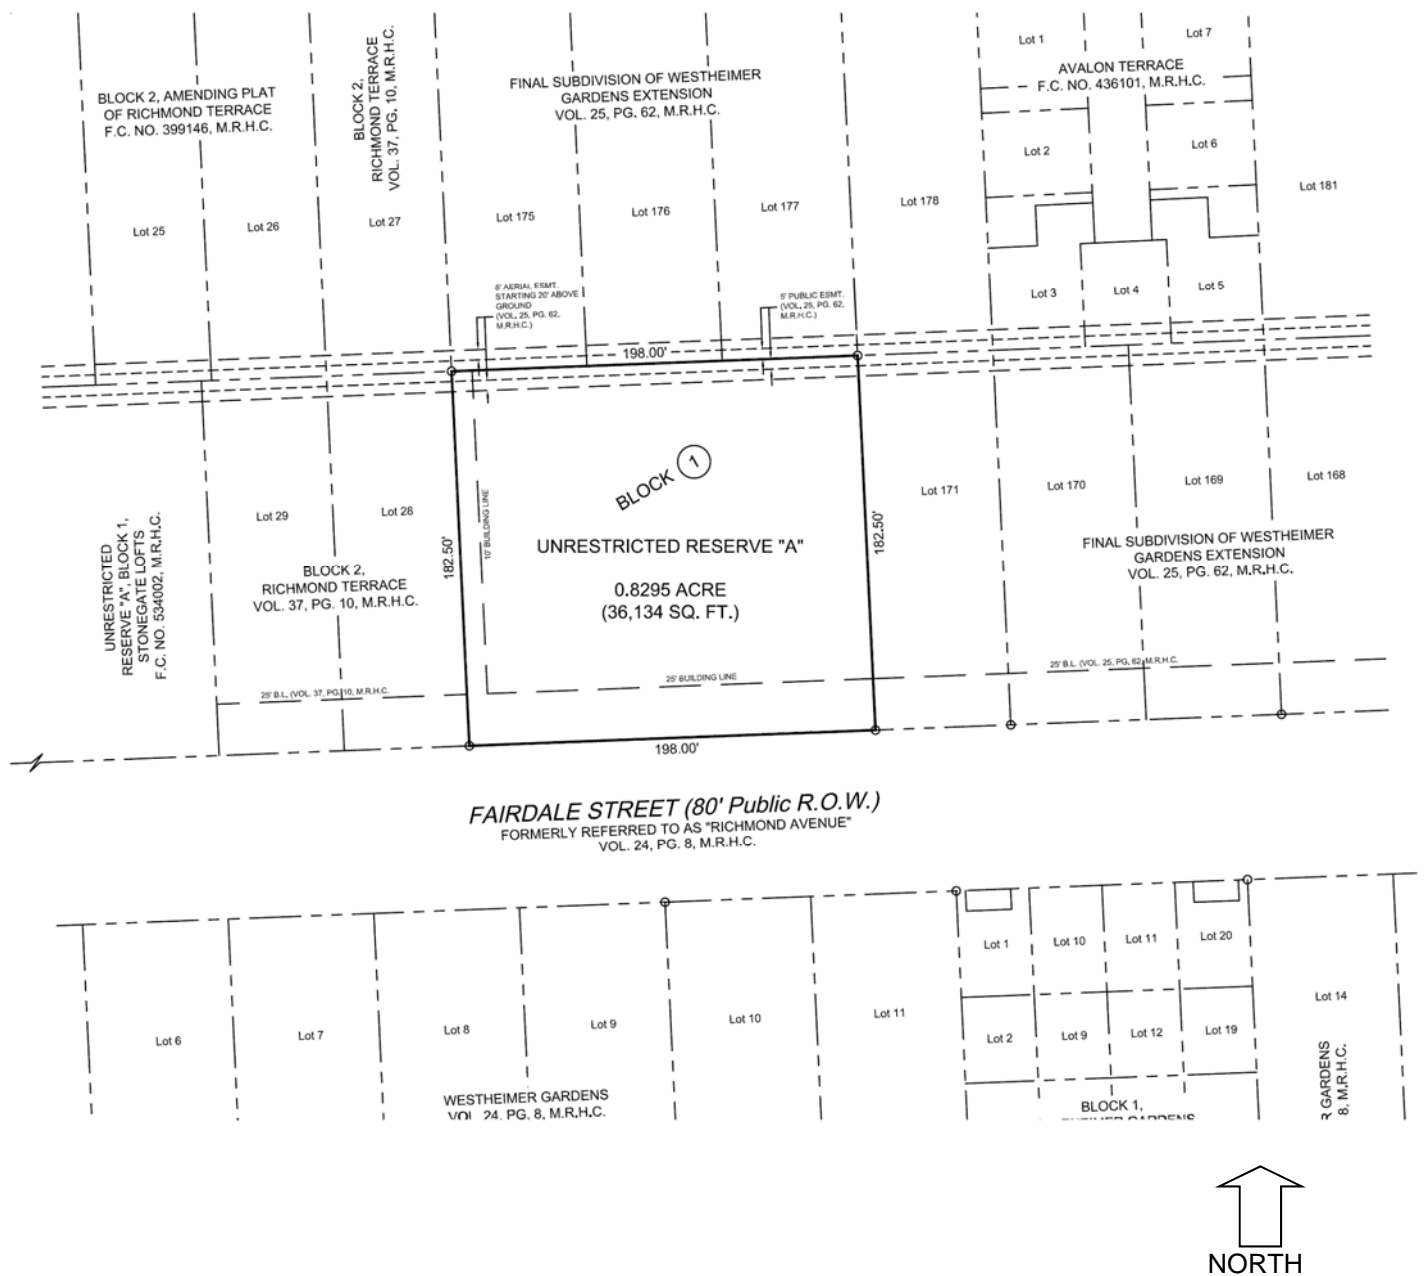 Lot 1
Lot 7
AVALON TERRACE
F.C. NO. 436101, M.R.H.C.
BLOCK 2, AMENDING PLAT
OF RICHMOND TERRACE
F.C. NO. 399146, M.R.H.C.
BLOCK 2,
RICHMOND TERRACE
VOL. 37, PG. 10, M.R.H.C.
FINAL SUBDIVISION OF WESTHEIMER
GARDENS EXTENSION
VOL. 25, PG. 62, M.R.H.C.
Lot 2
Lot 6
Lot 25
Lot 26
Lot 27
Lot 175
Lot 176
Lot 177
Lot 178
Lot 181
8' AERIAL ESMT.
STARTING 20' ABOVE
GROUND
(VOL. 25, PG. 62,
M.R.H.C.)
5' PUBLIC ESMT.
(VOL. 25, PG. 62,
M.R.H.C.)
Lot 3
Lot 4
Lot 5
198.00'
BLOCK 1
UNRESTRICTED RESERVE "A"
0.8295 ACRE
(36,134 SQ. FT.)
182.50'
10' BUILDING LINE
182.50'
25' BUILDING LINE
198.00'
Lot 29
Lot 28
BLOCK 2,
RICHMOND TERRACE
VOL. 37, PG. 10, M.R.H.C.
UNRESTRICTED
RESERVE "A", BLOCK 1,
STONEGATE LOFTS
F.C. NO. 534002, M.R.H.C.
25' B.L. (VOL. 37, PG. 10, M.R.H.C.
Lot 171
Lot 170
Lot 169
Lot 168
FINAL SUBDIVISION OF WESTHEIMER
GARDENS EXTENSION
VOL. 25, PG. 62, M.R.H.C.
25' B.L. (VOL. 25, PG. 62, M.R.H.C.
FAIRDALE STREET (80' Public R.O.W.)
FORMERLY REFERRED TO AS "RICHMOND AVENUE"
VOL. 24, PG. 8, M.R.H.C.
Lot 1
Lot 10
Lot 11
Lot 20
Lot 6
Lot 7
Lot 8
Lot 9
Lot 10
Lot 11
Lot 2
Lot 9
Lot 12
Lot 19
Lot 14
WESTHEIMER GARDENS
VOL. 24, PG. 8, M.R.H.C.
BLOCK 1,
GARDENS
R GARDENS
8, M.R.H.C.
NORTH